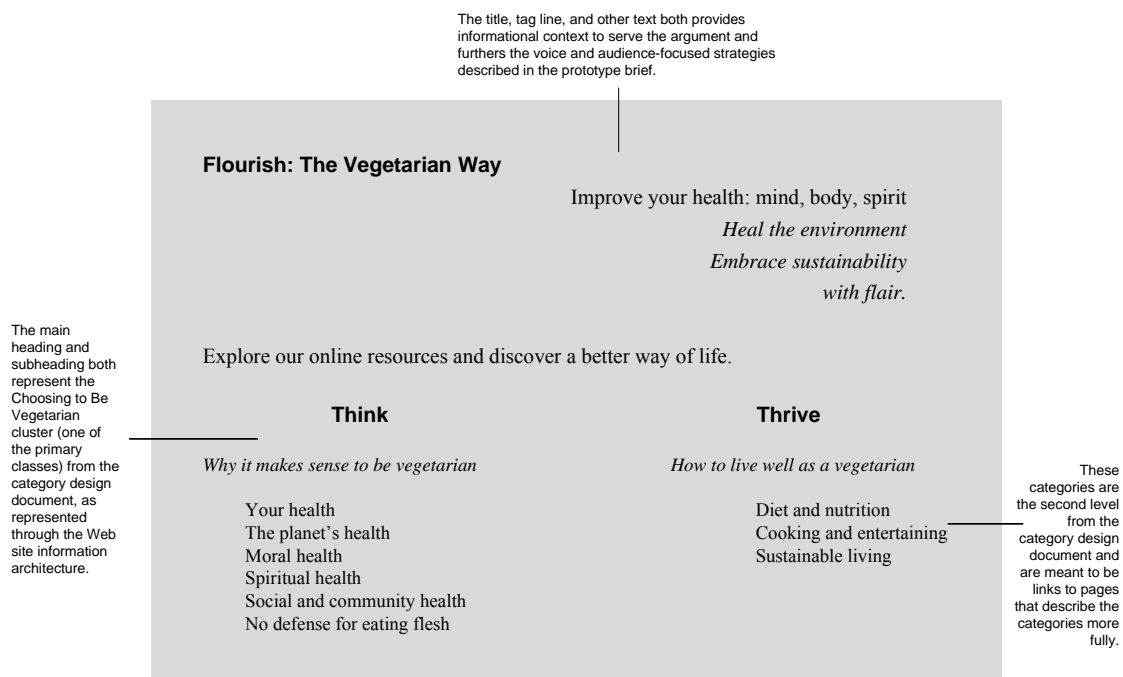 The title, tag line, and other text both provides
informational context to serve the argument and
furthers the voice and audience-focused strategies
described in the prototype brief.
Flourish: The Vegetarian Way
Improve your health: mind, body, spirit
Heal the environment
Embrace sustainability
with flair.
Explore our online resources and discover a better way of life.
The main
heading and
subheading both
represent the
Choosing to Be
Vegetarian
cluster (one of
the primary
classes) from the
category design
document, as
represented
through the Web
site information
architecture.
Think
Why it makes sense to be vegetarian
Your health
The planet’s health
Moral health
Spiritual health
Social and community health
No defense for eating flesh
Thrive
How to live well as a vegetarian
Diet and nutrition
Cooking and entertaining
Sustainable living
These
categories are
the second level
from the
category design
document and
are meant to be
links to pages
that describe the
categories more
fully.